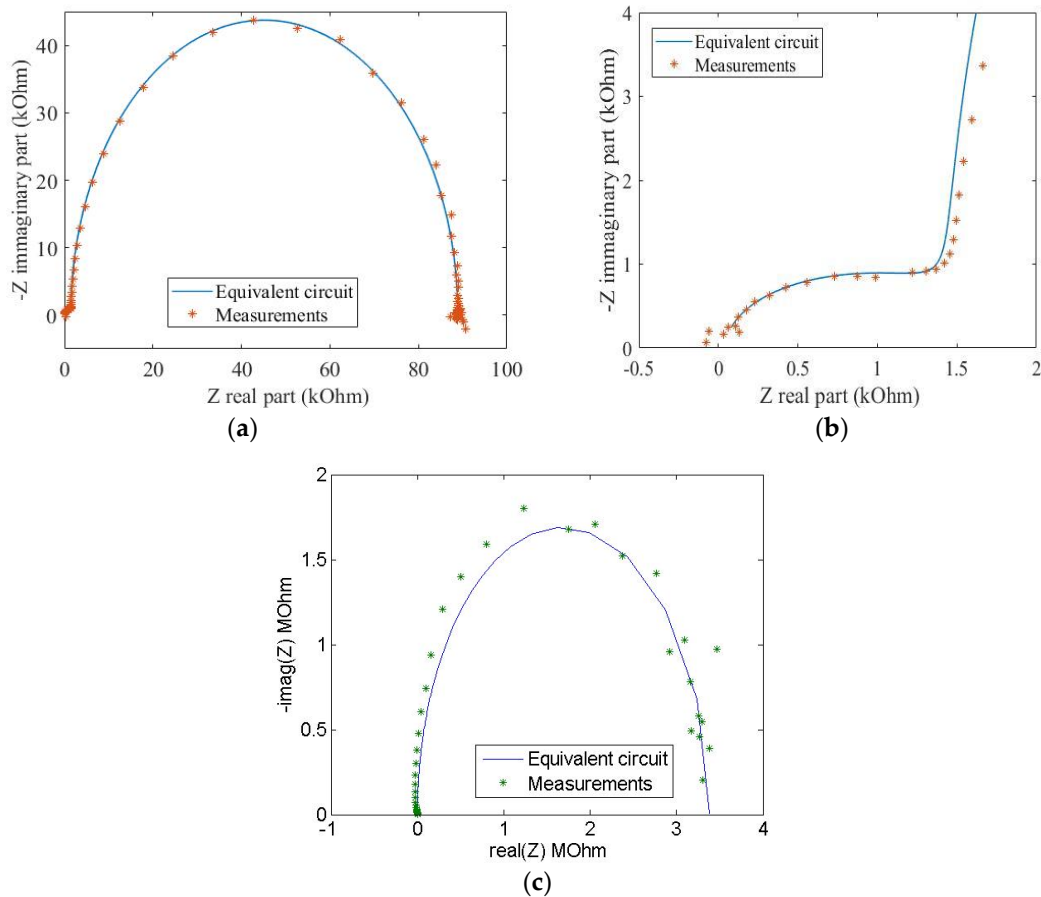 40
30
20
10
0
-Z immaginary part (kOhm)
Equivalent circuit
Measurements
0 20 40 60 80 100
Z real part (kOhm)
(a)
4
3
2
1
0
-Z immaginary part (kOhm)
Equivalent circuit
Measurements
-0.5 0 0.5 1 1.5 2
Z real part (kOhm)
(b)
2
1.5
1
0.5
0
-imag(Z) MOhm
Equivalent circuit
Measurements
-1 0 1 2 3 4
real(Z) MOhm
(c)